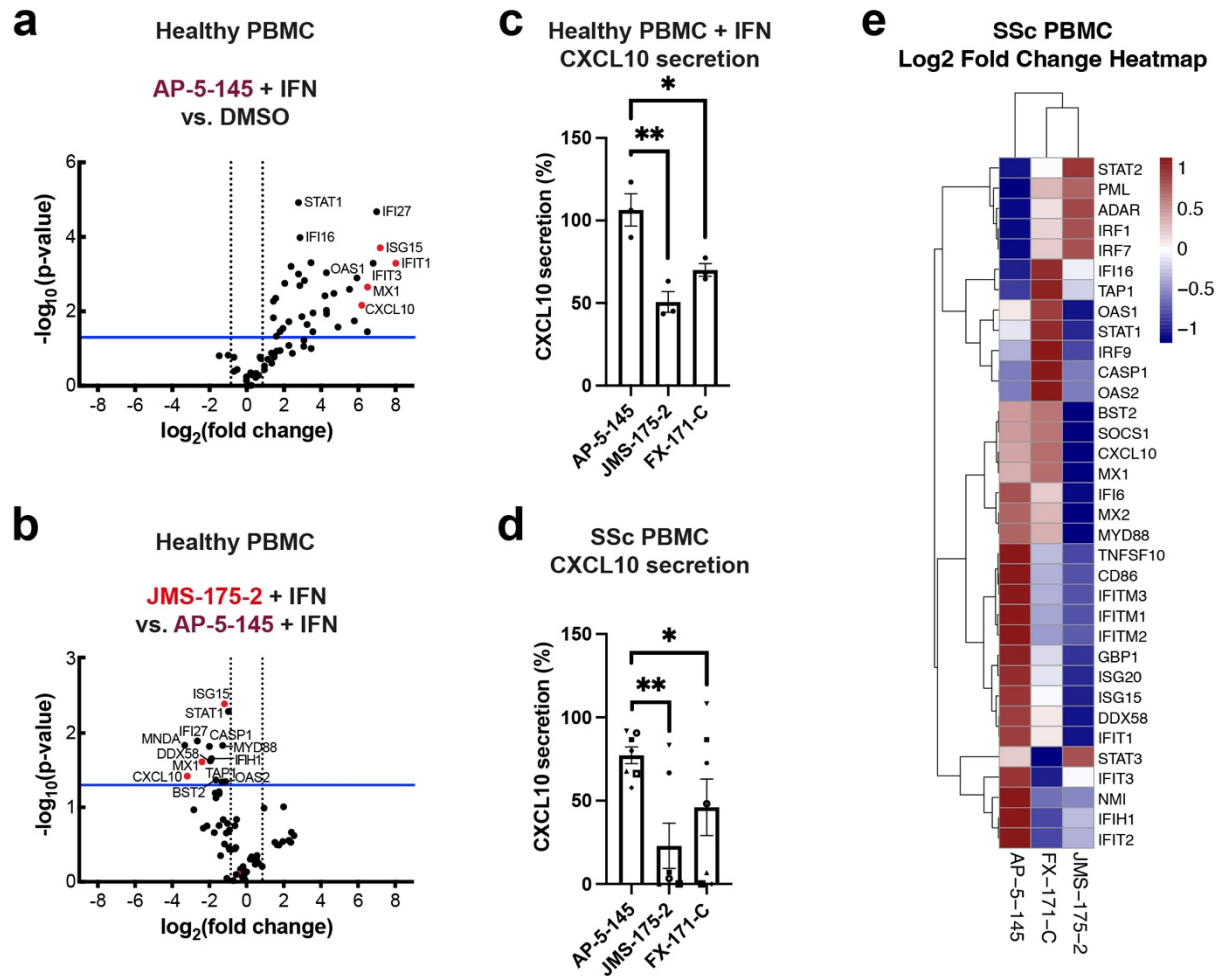 a
Healthy PBMC
AP-5-145 + IFN
vs. DMSO
6
4
2
0
-log10(p-value)
STAT1
IFI27
IFI16
ISG15
OAS1
IFIT1
IFIT3
MX1
CXCL10
-8 -6 -4 -2 0 2 4 6 8
log2(fold change)
b
Healthy PBMC
JMS-175-2 + IFN
vs. AP-5-145 + IFN
3
2
1
0
-log10(p-value)
ISG15
STAT1
IFI27
MNDA
CASP1
MYD88
DDX58
IFIH1
MX1
CXCL10
TAP1
OAS2
BST2
-8 -6 -4 -2 0 2 4 6 8
log2(fold change)
c
Healthy PBMC + IFN
CXCL10 secretion
*
**
150
100
50
0
CXCL10 secretion (%)
AP-5-145
JMS-175-2
FX-171-C
d
SSc PBMC
CXCL10 secretion
*
**
150
100
50
0
CXCL10 secretion (%)
AP-5-145
JMS-175-2
FX-171-C
e
SSc PBMC
Log2 Fold Change Heatmap
STAT2
PML
ADAR
IRF1
IRF7
IFI16
TAP1
OAS1
STAT1
IRF9
CASP1
OAS2
BST2
SOCS1
CXCL10
MX1
IFI6
MX2
MYD88
TNFSF10
CD86
IFITM3
IFITM1
IFITM2
GBP1
ISG20
ISG15
DDX58
IFIT1
STAT3
IFIT3
NMI
IFIH1
IFIT2
1
0.5
0
−0.5
−1
AP−5−145
FX−171−C
JMS−175−2